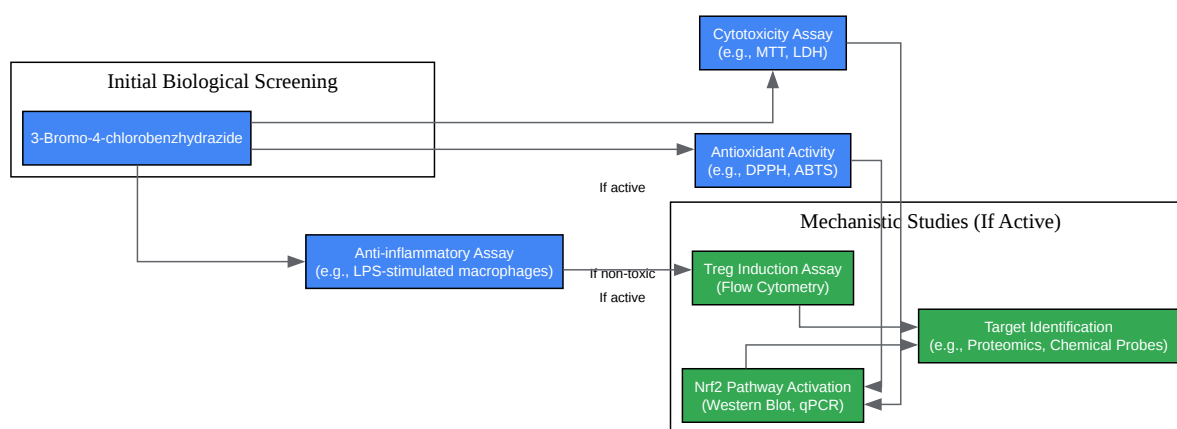 Cytotoxicity Assay
(e.g., MTT, LDH)
Initial Biological Screening
3-Bromo-4-chlorobenzhydrazide
Antioxidant Activity
(e.g., DPPH, ABTS)
If active
Mechanistic Studies (If Active)
Anti-inflammatory Assay
(e.g., LPS-stimulated macrophages)
If non-toxic
If active
Treg Induction Assay
(Flow Cytometry)
Target Identification
(e.g., Proteomics, Chemical Probes)
Nrf2 Pathway Activation
(Western Blot, qPCR)